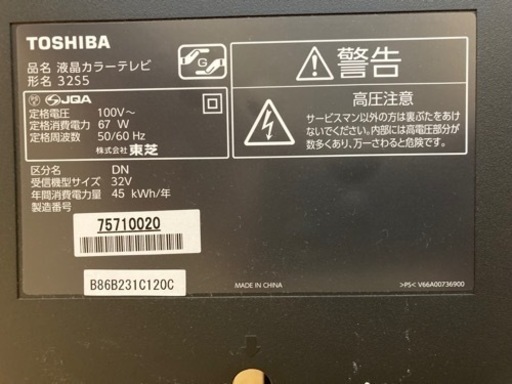 TOSHIBA
品名 液晶カラーテレビ
形名 32S5
G
JQA
定格電圧 100V～
定格消費電力 67 W
定格周波数 50/60 Hz
株式会社 東芝
区分名 DN
受信機型サイズ 32V
年間消費電力量 45 kWh/年
製造番号
75710020
B86B231C120C
警告
高圧注意
サービスマン以外の方は裏ぶたをあけ
ないでください。内部には高電圧部分が
数多くあり、万一さわると危険です。
MADE IN CHINA
>PS< V66A00736900